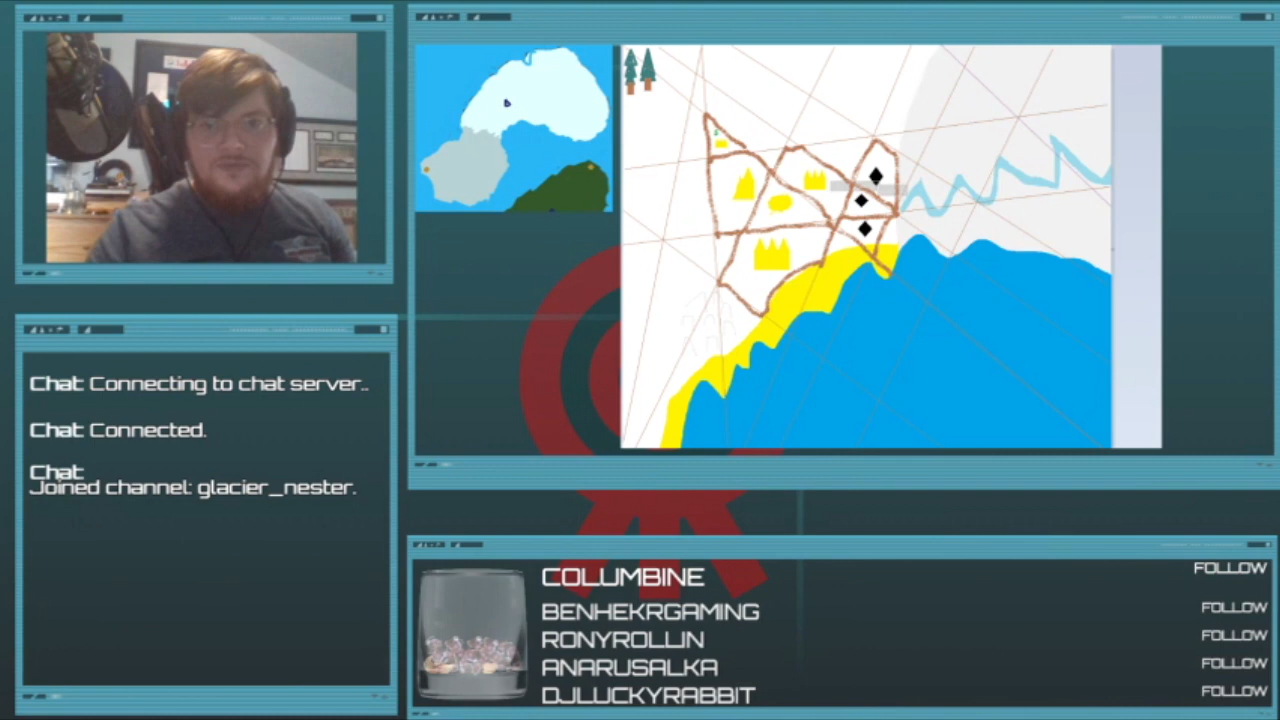 Chat: Connecting to chat server..
Chat: Connected.
Chat:
Joined channel: glacier_nester.
COLUMBINE FOLLOW
BENHEKRGAMING FOLLOW
RONYROLLIN FOLLOW
ANARUSALKA FOLLOW
DJLUCKYRABBIT FOLLOW